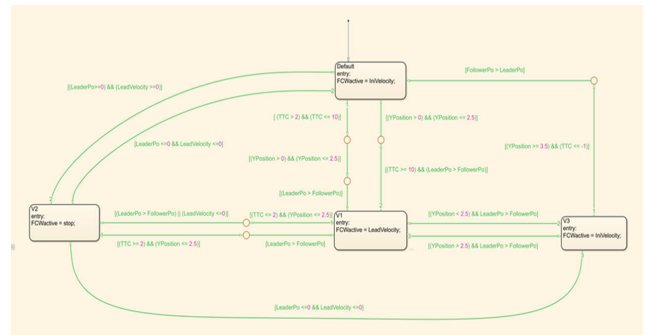 Default
entry:
FCWactive = IniVelocity;
[FollowerPo > LeaderPo]
[(LeaderPo>=0) && (LeadVelocity >=0)]
[ (TTC > 2) && (TTC <= 10)]
[(YPosition > 0) && (YPosition <= 2.5)]
[LeaderPo <=0 && LeadVelocity <=0]
[(YPosition >= 3.5) && (TTC <= -1)]
[(YPosition > 0) && (YPosition <= 2.5)]
[(TTC >= 10) && (LeaderPo > FollowerPo)]
[(LeaderPo > FollowerPo)]
V2
entry:
FCWactive = stop;
[(LeaderPo > FollowerPo) || (LeadVelocity <=0)]
[(TTC <= 2) && (YPosition <= 2.5)]
V1
entry:
FCWactive = LeadVelocity;
[(YPosition < 2.5) && LeaderPo > FollowerPo]
V3
entry:
FCWactive = IniVelocity;
[(TTC >= 2) && (YPosition <= 2.5)]
[LeaderPo > FollowerPo]
[(YPosition > 2.5) && LeaderPo > FollowerPo]
[LeaderPo <=0 && LeadVelocity <=0]